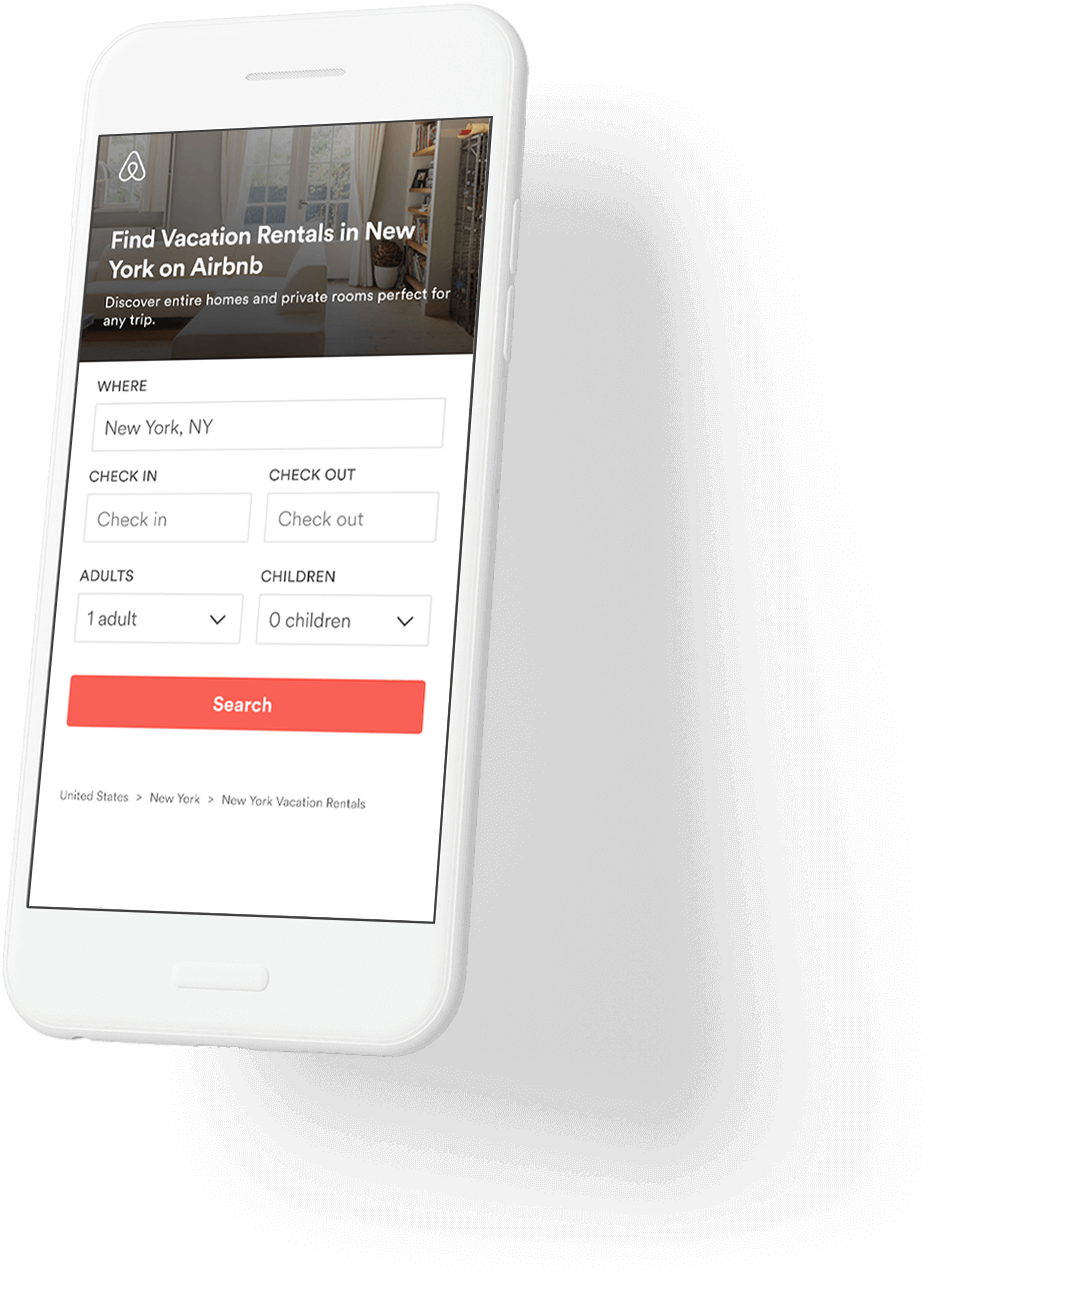 Find Vacation Rentals in New
York on Airbnb
Discover entire homes and private rooms perfect for
any trip.
WHERE
New York, NY
CHECK IN CHECK OUT
Check in Check out
ADULTS CHILDREN
1 adult 0 children
Search
United States > New York > New York Vacation Rentals